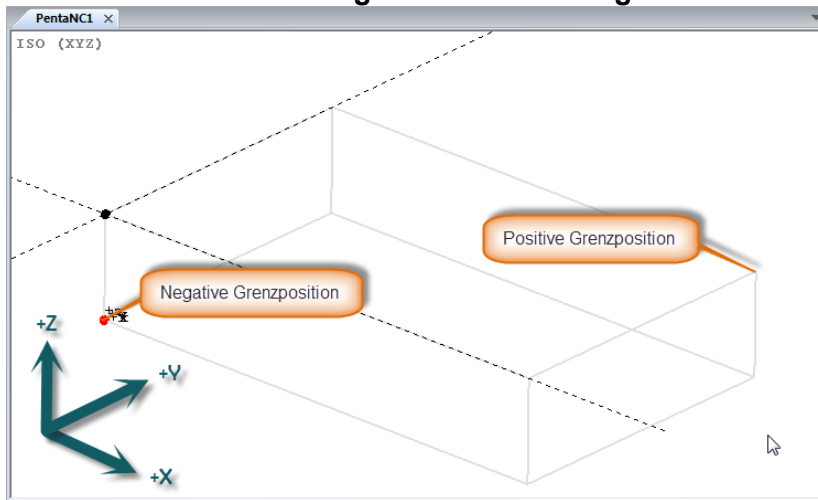 PentaNC1
ISO (XYZ)
Positive Grenzposition
Negative Grenzposition
+Z
+Y
+X